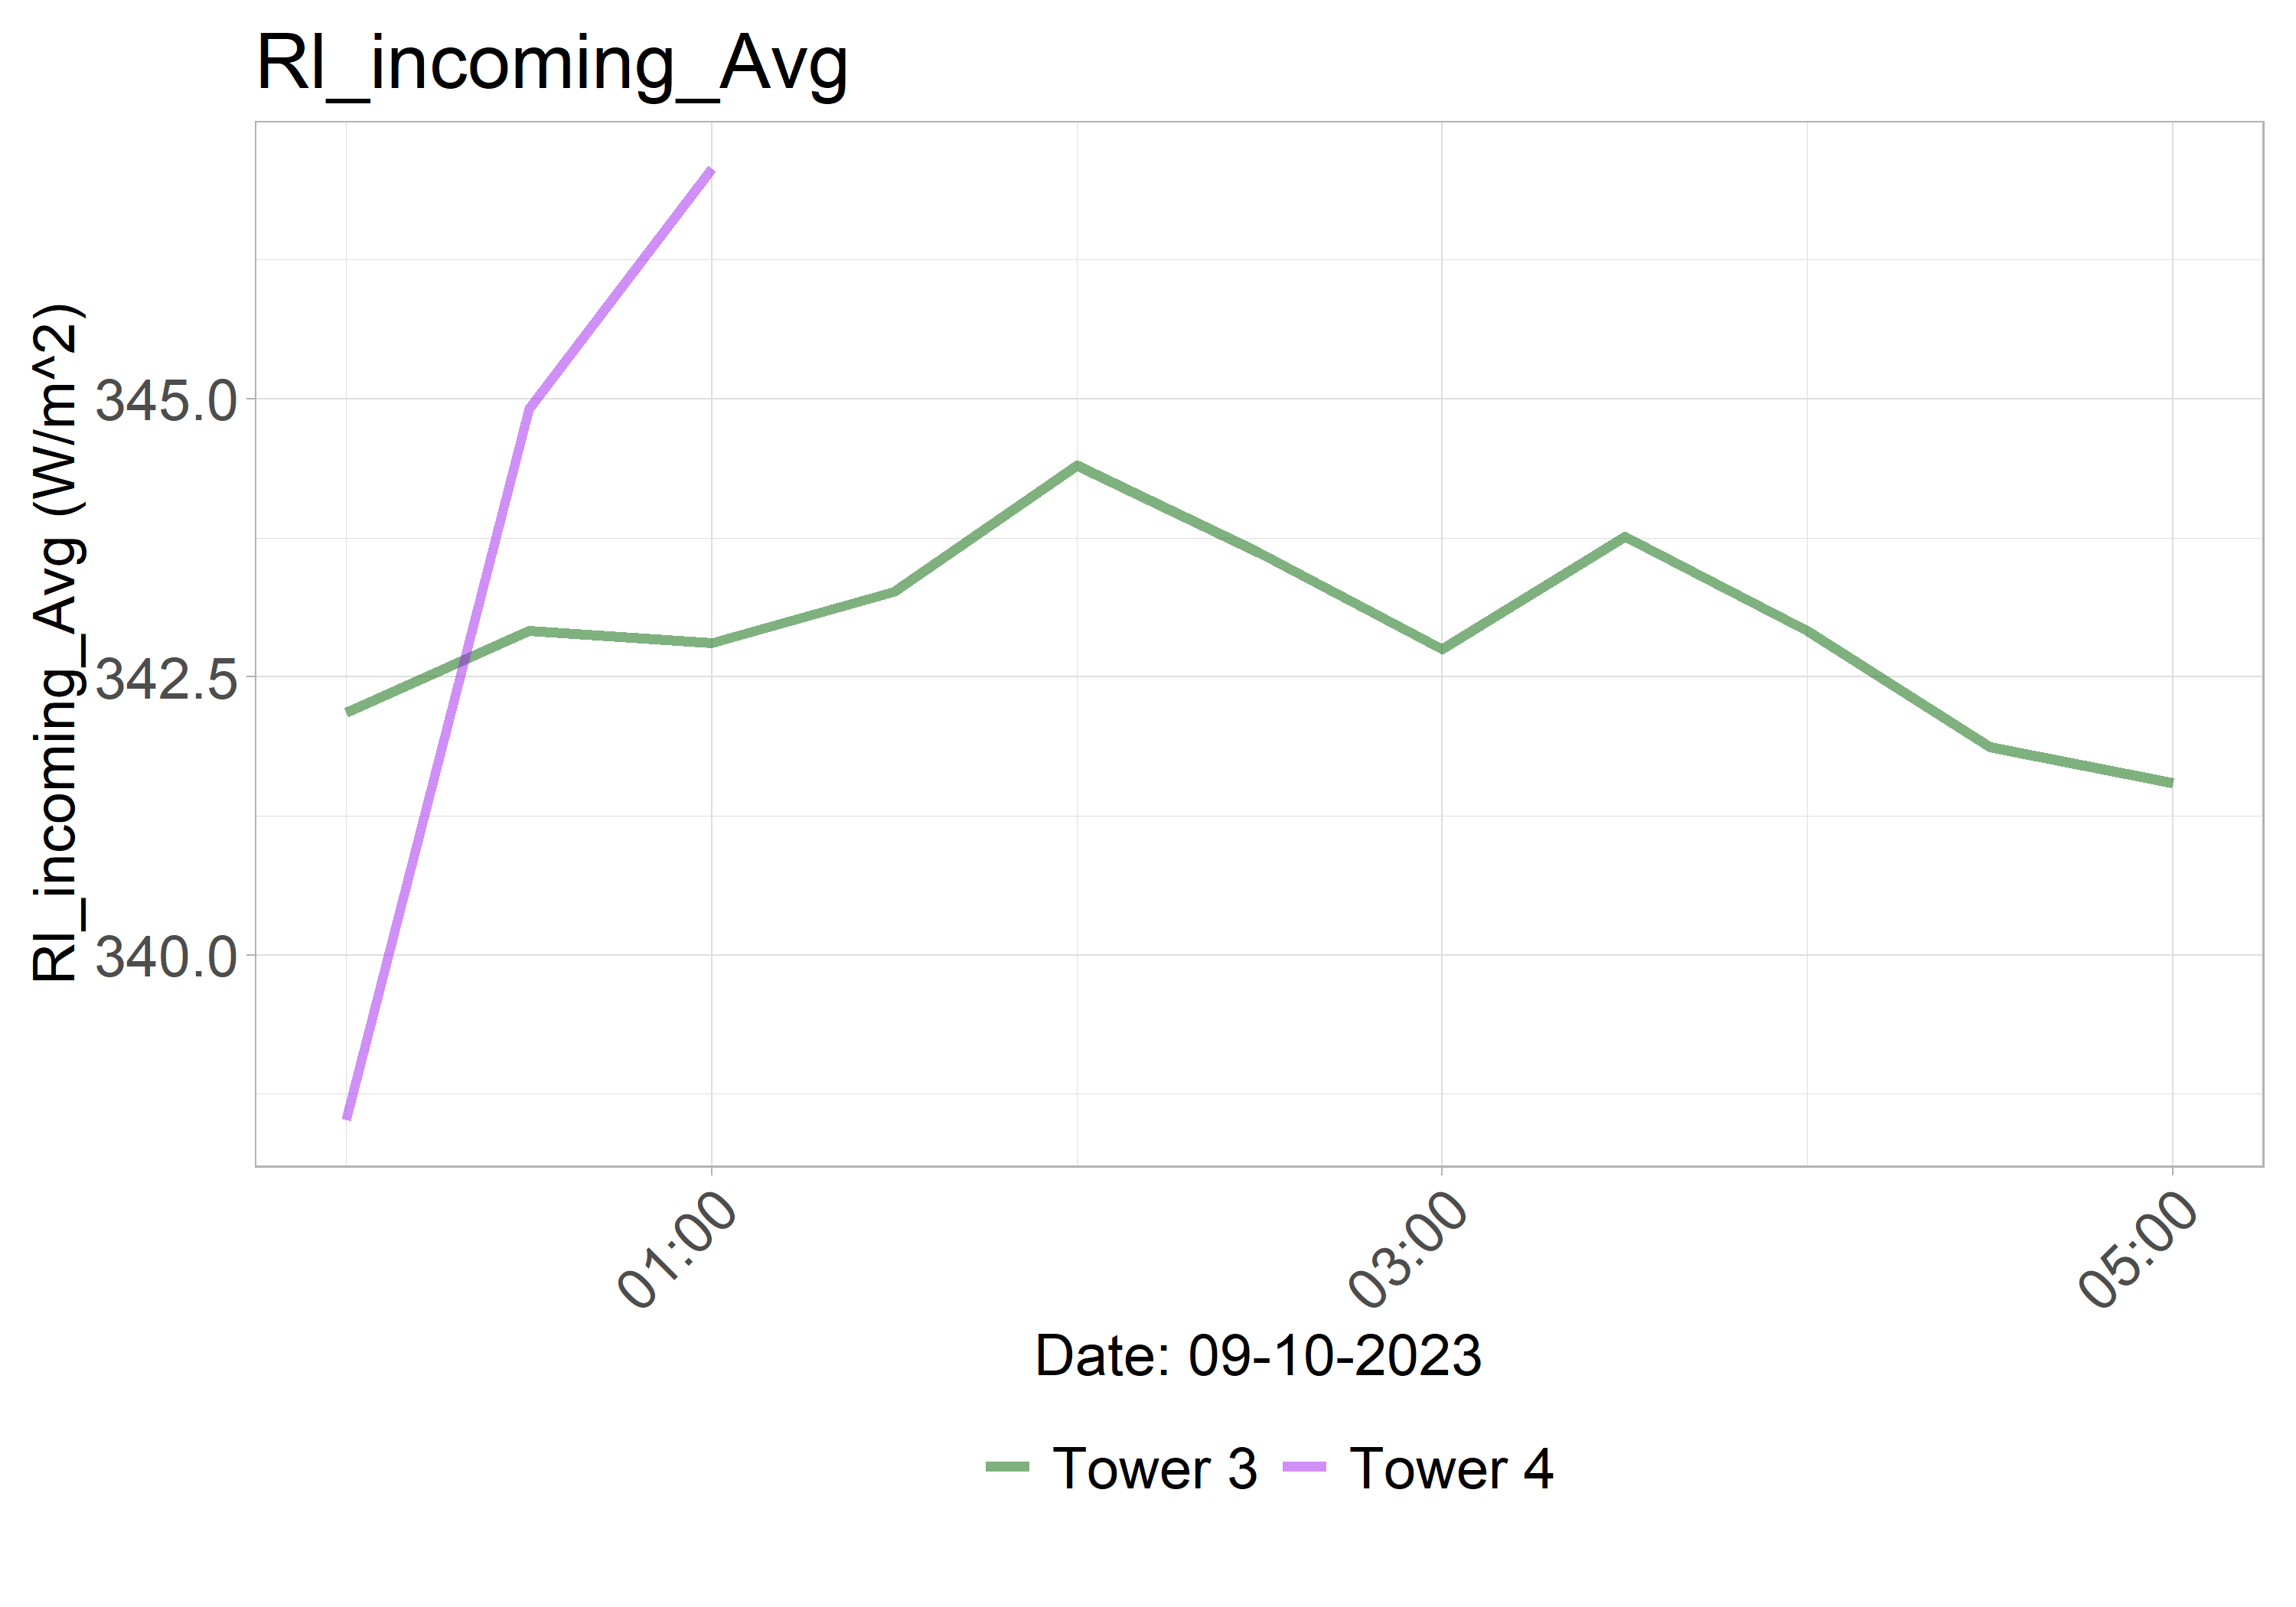 Rl_incoming_Avg
Rl_incoming_Avg (W/m^2)
345.0
342.5
340.0
01:00
03:00
05:00
Date: 09-10-2023
Tower 3
Tower 4